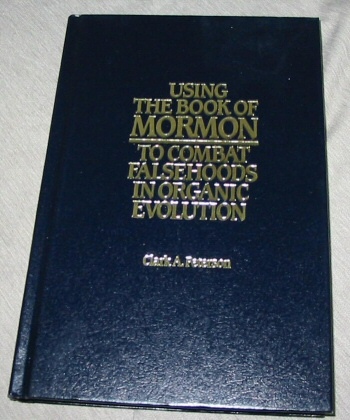 USING
THE BOOK OF
MORMON
TO COMBAT
FALSEHOODS
IN ORGANIC
EVOLUTION
Clark A. Peterson